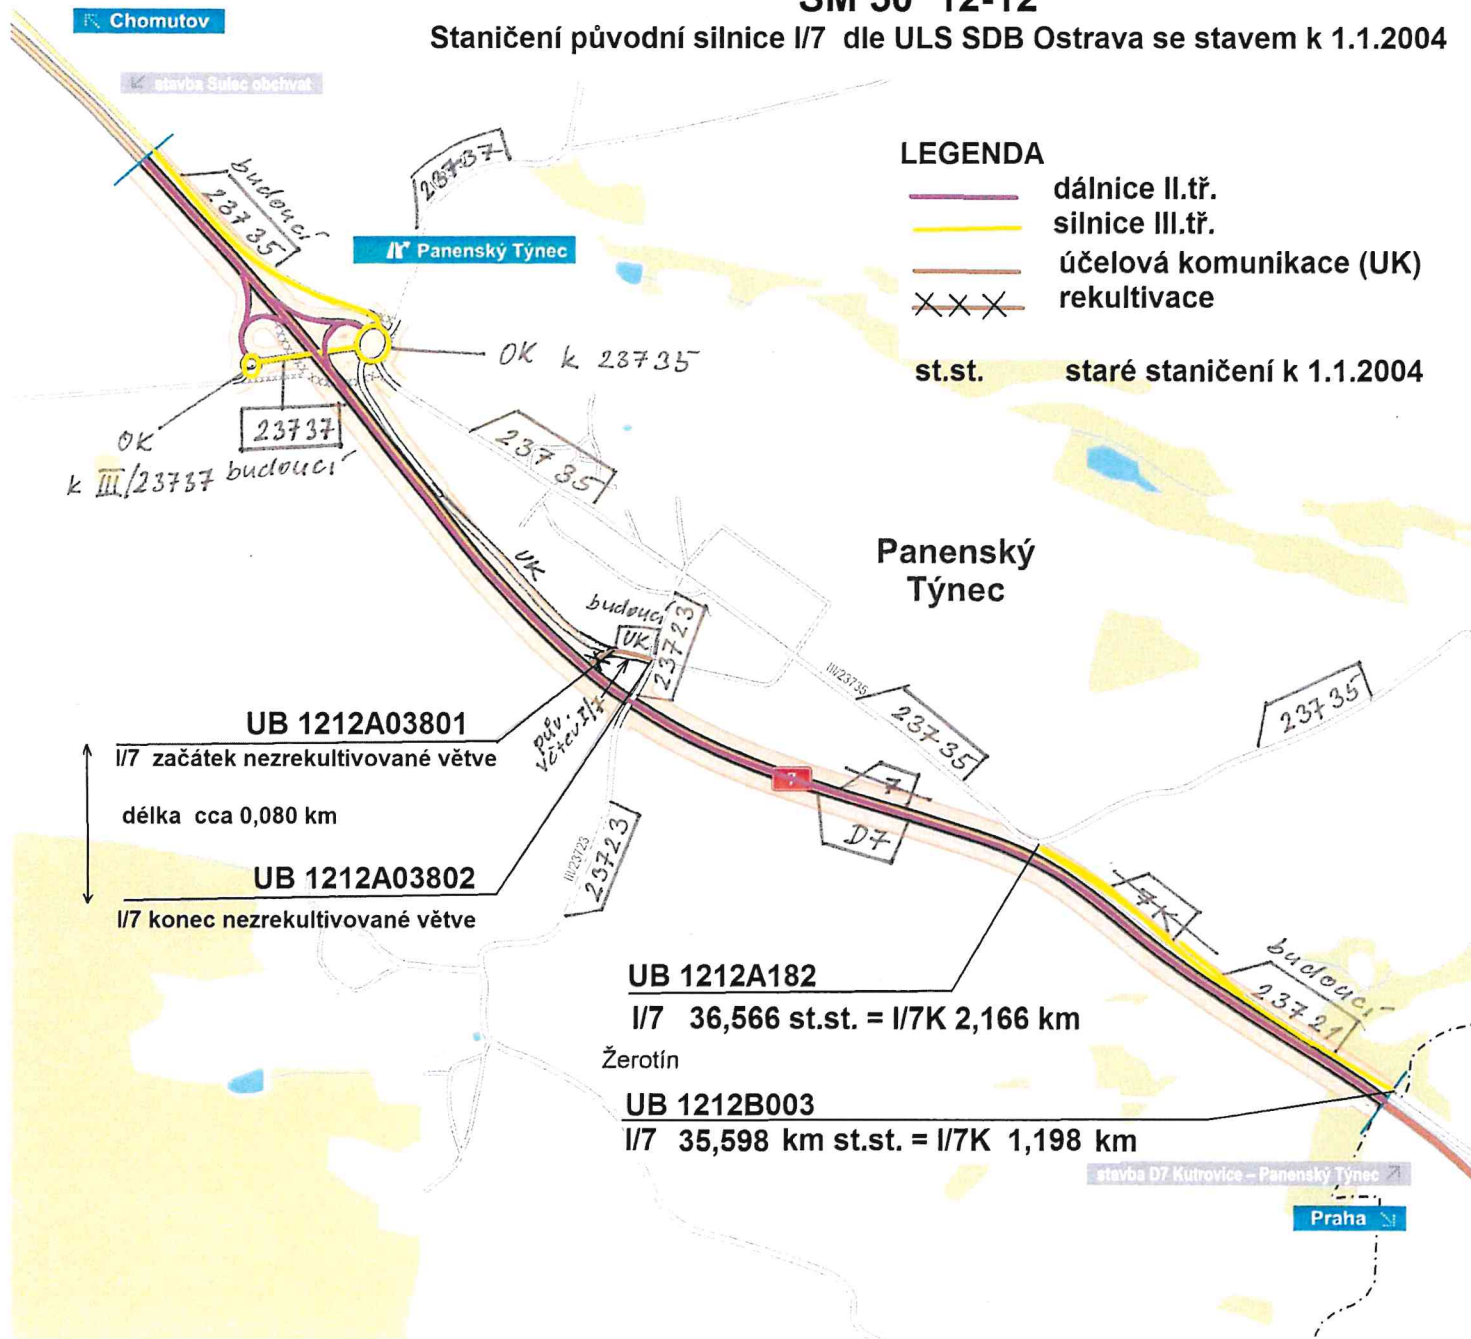 SM 50 12-12
Staničení původní silnice I/7 dle ULS SDB Ostrava se stavem k 1.1.2004
Chomutov
stavba Sulec obchvat
LEGENDA
dálnice II.tř.
silnice III.tř.
účelová komunikace (UK)
rekultivace
st.st. staré staničení k 1.1.2004
budoucí
23735
23737
Panenský Týnec
OK k 23735
OK
k III/23737 budoucí
23737
23735
UK
budoucí
UK
23723
Panenský
Týnec
III/23735
23735
23735
pův.
větev I/7
UB 1212A03801
I/7 začátek nezrekultivované větve
délka cca 0,080 km
UB 1212A03802
I/7 konec nezrekultivované větve
III/23723
23723
7
7
D7
7K
budoucí
23721
UB 1212A182
I/7 36,566 st.st. = I/7K 2,166 km
Žerotín
UB 1212B003
I/7 35,598 km st.st. = I/7K 1,198 km
stavba D7 Kutrovice – Panenský Týnec
Praha